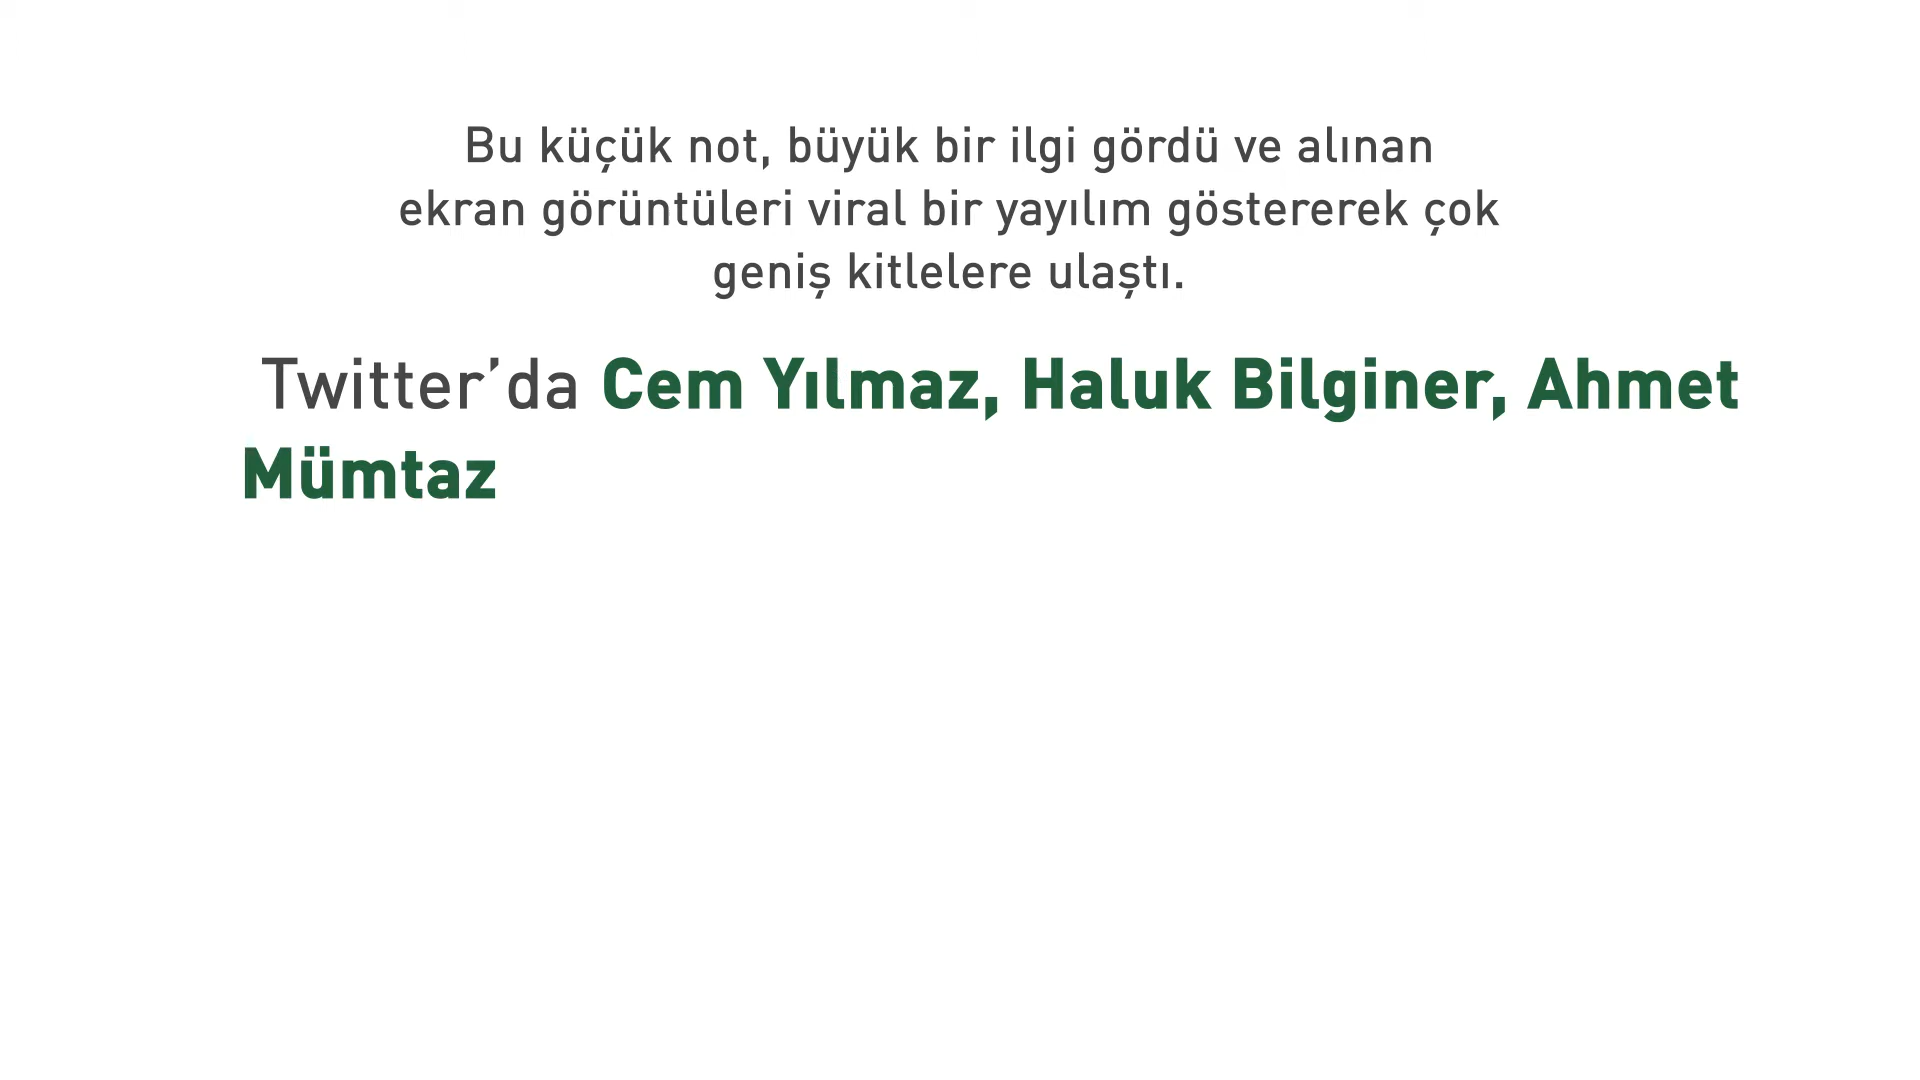 Bu küçük not, büyük bir ilgi gördü ve alınan
ekran görüntüleri viral bir yayılım göstererek çok
geniş kitlelere ulaştı.
Twitter’da Cem Yılmaz, Haluk Bilginer, Ahmet
Mümtaz